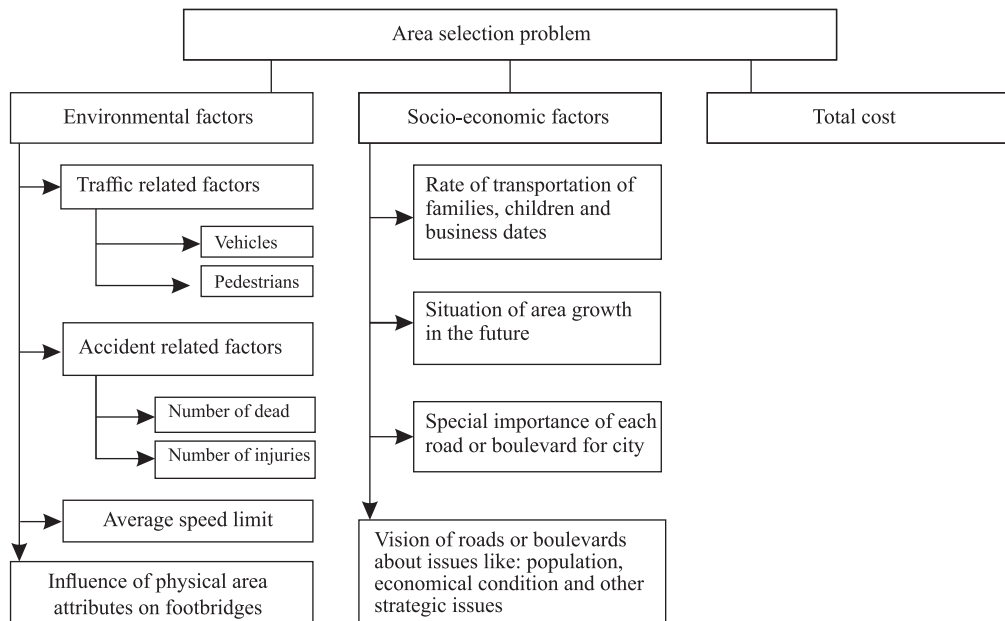 Area selection problem
Environmental factors
Traffic related factors
Vehicles
Pedestrians
Accident related factors
Number of dead
Number of injuries
Average speed limit
Influence of physical area
attributes on footbridges
Socio-economic factors
Rate of transportation of
families, children and
business dates
Situation of area growth
in the future
Special importance of each
road or boulevard for city
Vision of roads or boulevards
about issues like: population,
economical condition and other
strategic issues
Total cost